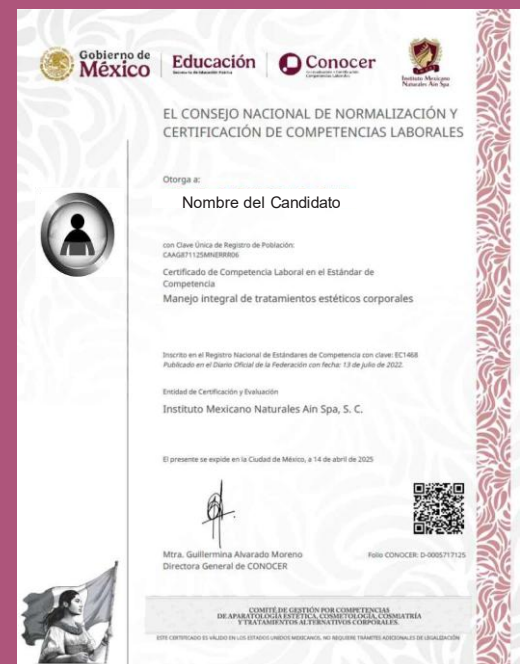 Gobierno de
México
Educación
Secretaría de Educación Pública
Conocer
Instituto Mexicano
Naturales Ain Spa
EL CONSEJO NACIONAL DE NORMALIZACIÓN Y
CERTIFICACIÓN DE COMPETENCIAS LABORALES
Otorga a:
Nombre del Candidato
con Clave Única de Registro de Población:
CAAG871125MNERRR06
Certificado de Competencia Laboral en el Estándar de
Competencia
Manejo integral de tratamientos estéticos corporales
Inscrito en el Registro Nacional de Estándares de Competencia con clave: EC1468
Publicado en el Diario Oficial de la Federación con fecha: 13 de julio de 2022.
Entidad de Certificación y Evaluación
Instituto Mexicano Naturales Ain Spa, S. C.
El presente se expide en la Ciudad de México, a 14 de abril de 2025
Mtra. Guillermina Alvarado Moreno
Directora General de CONOCER
Folio CONOCER: D-0005717125
COMITÉ DE GESTIÓN POR COMPETENCIAS
DE APARATOLOGÍA ESTÉTICA, COSMETOLOGÍA, COSMIATRÍA
Y TRATAMIENTOS ALTERNATIVOS CORPORALES.
ESTE CERTIFICADO ES VÁLIDO EN LOS ESTADOS UNIDOS MEXICANOS, NO REQUIERE TRÁMITES ADICIONALES DE LEGALIZACIÓN